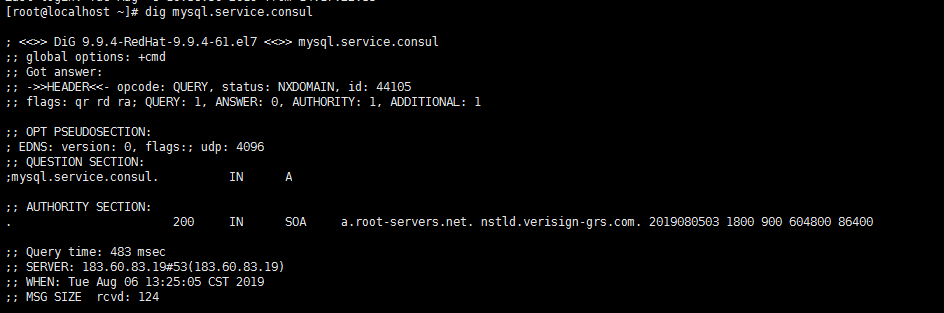 [root@localhost ~]# dig mysql.service.consul
; <<>> DiG 9.9.4-RedHat-9.9.4-61.el7 <<>> mysql.service.consul
;; global options: +cmd
;; Got answer:
;; ->>HEADER<<- opcode: QUERY, status: NXDOMAIN, id: 44105
;; flags: qr rd ra; QUERY: 1, ANSWER: 0, AUTHORITY: 1, ADDITIONAL: 1
;; OPT PSEUDOSECTION:
; EDNS: version: 0, flags:; udp: 4096
;; QUESTION SECTION:
;mysql.service.consul. IN A
;; AUTHORITY SECTION:
. 200 IN SOA a.root-servers.net. nstld.verisign-grs.com. 2019080503 1800 900 604800 86400
;; Query time: 483 msec
;; SERVER: 183.60.83.19#53(183.60.83.19)
;; WHEN: Tue Aug 06 13:25:05 CST 2019
;; MSG SIZE rcvd: 124